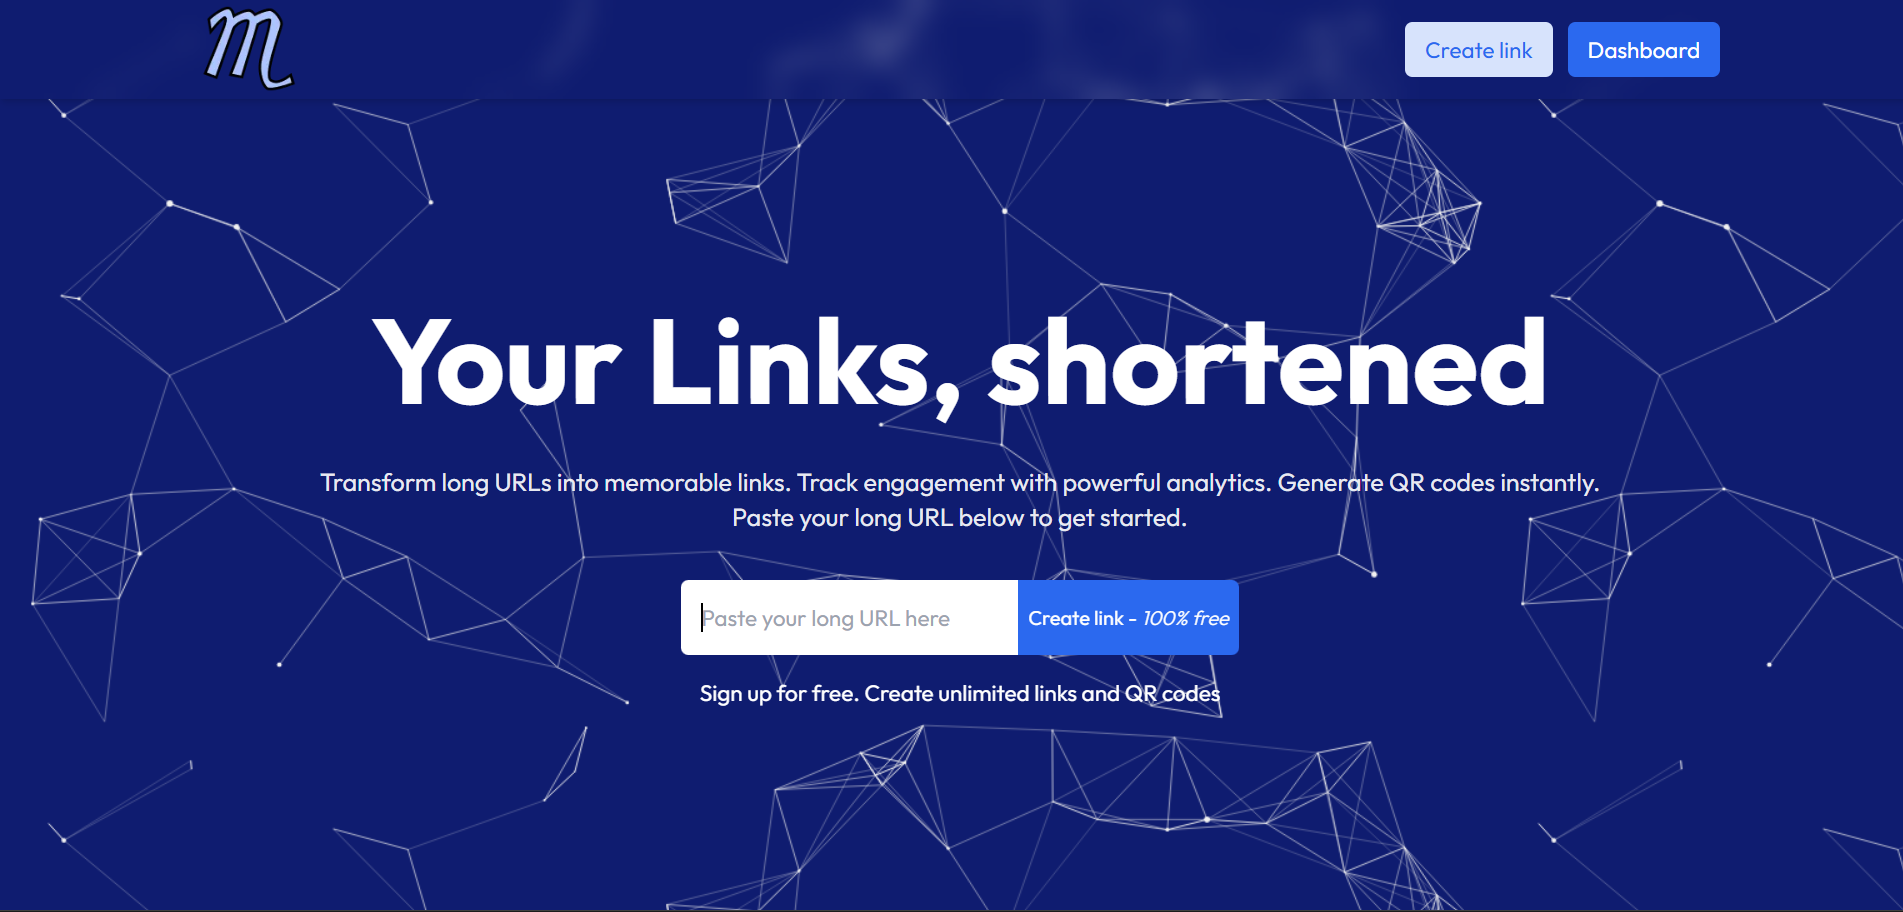 m
Create link
Dashboard
Your Links, shortened
Transform long URLs into memorable links. Track engagement with powerful analytics. Generate QR codes instantly.
Paste your long URL below to get started.
Paste your long URL here
Create link - 100% free
Sign up for free. Create unlimited links and QR codes